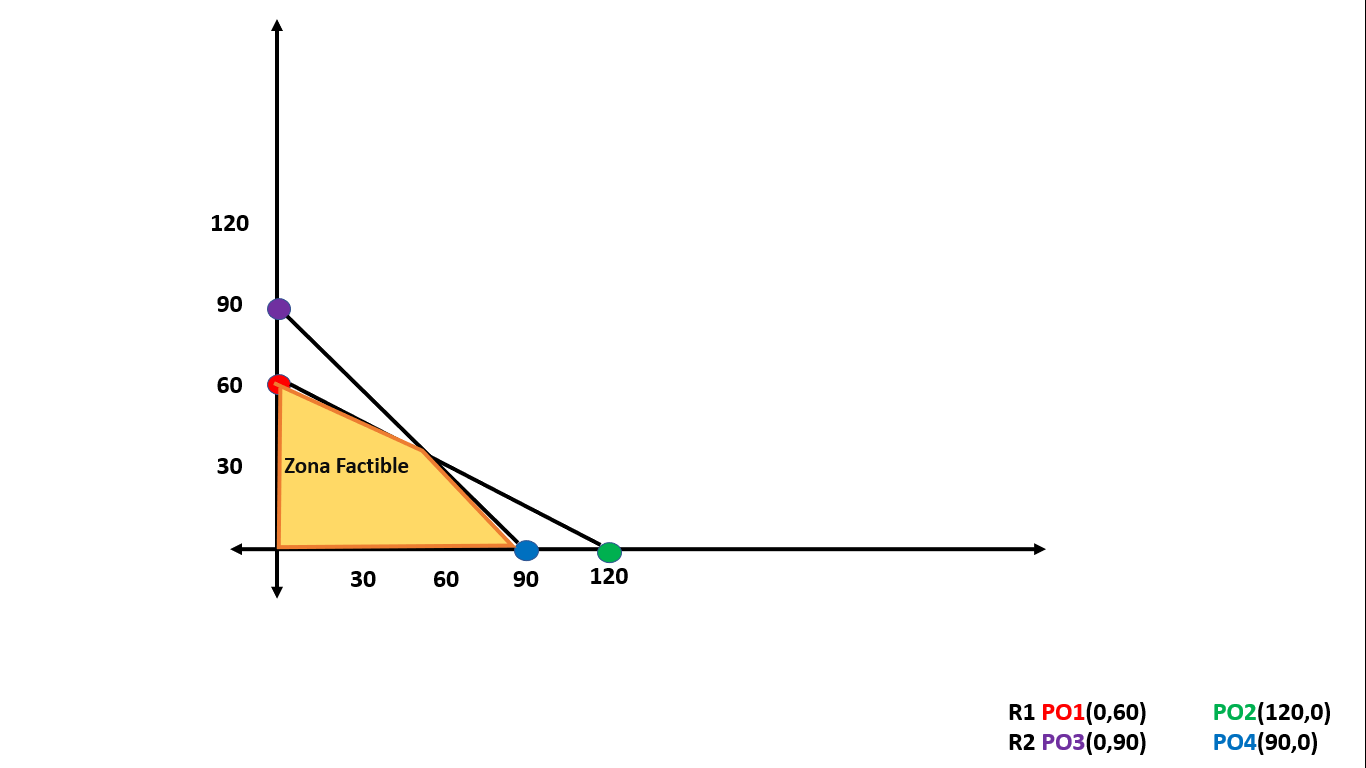 120
90
60
30
Zona Factible
30 60 90 120
R1 PO1(0,60) PO2(120,0)
R2 PO3(0,90) PO4(90,0)